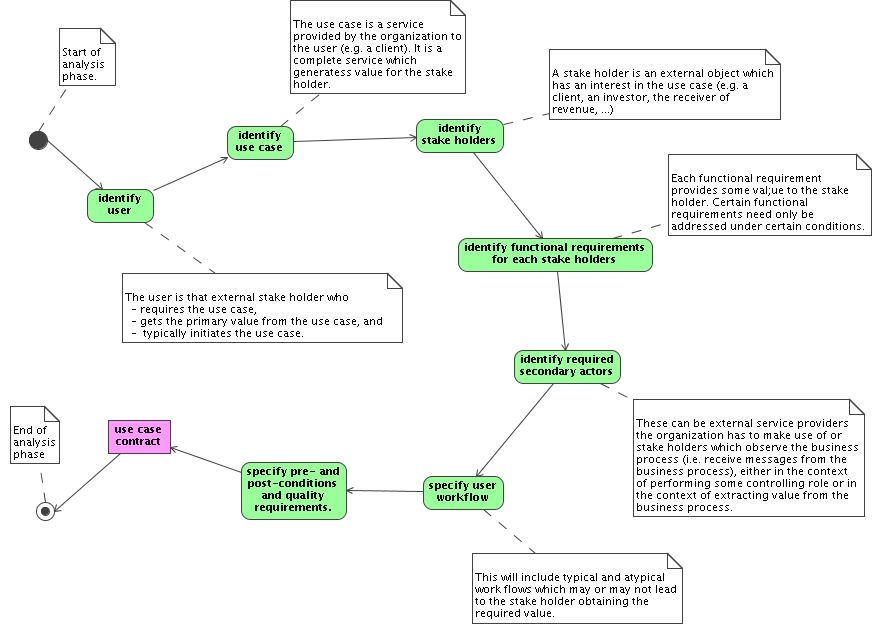 Start of
analysis
phase.
The use case is a service
provided by the organization to
the user (e.g. a client). It is a
complete service which
generatess value for the stake
holder.
A stake holder is an external object which
has an interest in the use case (e.g. a
client, an investor, the receiver of
revenue, ...)
identify
use case
identify
stake holders
identify
user
Each functional requirement
provides some val;ue to the stake
holder. Certain functional
requirements need only be
addressed under certain conditions.
identify functional requirements
for each stake holders
The user is that external stake holder who
- requires the use case,
- gets the primary value from the use case, and
- typically initiates the use case.
identify required
secondary actors
These can be external service providers
the organization has to make use of or
stake holders which observe the business
process (i.e. receive messages from the
business process), either in the context
of performing some controlling role or in
the context of extracting value from the
business process.
End of
analysis
phase
use case
contract
specify pre- and
post-conditions
and quality
requirements.
specify user
workflow
This will include typical and atypical
work flows which may or may not lead
to the stake holder obtaining the
required value.